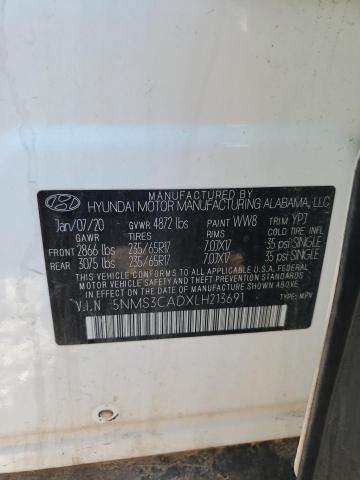 MANUFACTURED BY
HYUNDAI MOTOR MANUFACTURING ALABAMA, LLC
Jan/07/20 GVWR 4872 lbs PAINT WW8 TRIM YPJ
GAWR TIRES RIMS COLD TIRE INFL.
FRONT 2866 lbs 235/65R17 7.0JX17 35 psi SINGLE
REAR 3075 lbs 235/65R17 7.0JX17 35 psi SINGLE
THIS VEHICLE CONFORMS TO ALL APPLICABLE U.S.A. FEDERAL
MOTOR VEHICLE SAFETY, BUMPER, AND THEFT PREVENTION
STANDARDS IN EFFECT ON THE DATE OF MANUFACTURE SHOWN ABOVE.
V.I.N 5NMS3CADXLH213691 TYPE: MPV